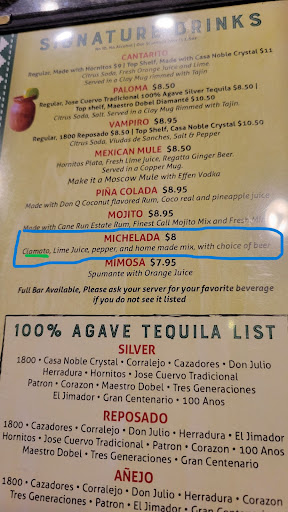 SIGNATURE DRINKS
CANTARITO
Regular, Made with Hornitos $9 | Top Shelf, Made with Casa Noble Crystal $11
Citrus Soda, Fresh Orange Juice and Lime
Served in a Clay Mug Rimmed with Tajin
PALOMA $8.50
Regular, Jose Cuervo Traditional 100% Agave Silver Tequila $8.50 |
Top shelf, Maestro Dobel Diamante $10.50
Citrus Soda, Salt. Served in a Clay Mug Rimmed with Tajin.
VAMPIRO $8.95
Regular, 1800 Reposado $8.50 | Top Shelf, Casa Noble Crystal $10.50
Citrus Soda, Viudas de Sanches, Salt & Pepper
MEXICAN MULE $8.50
Hornitos Plata, Fresh Lime Juice, Regatta Ginger Beer
Served in a Copper Mug.
Make it a Moscow Mule with Effen Vodka
PIÑA COLADA $8.95
Made with Don Q Coconut flavored Rum, Coco real and pineapple juice
MOJITO $8.95
Made with Cane Run Estate Rum, Finest Call Mojito Mix and Fresh Mi
MICHELADA $8
Clamato, Lime Juice, pepper, and home made mix, with choice of beer
MIMOSA $7.95
Spumante with Orange Juice
Full Bar Available, Please ask your server for your favorite beverage
if you do not see it listed
100% AGAVE TEQUILA LIST
SILVER
1800 • Casa Noble Crystal • Corralejo • Cazadores • Don Julio
Herradura • Hornitos • Jose Cuervo Traditional
Patron • Corazon • Maestro Dobel • Tres Generaciones
El Jimador • Gran Centenario • 100 Anos
REPOSADO
1800 • Cazadores • Corralejo • Don Julio • Herradura • El Jimador
Hornitos • Jose Cuervo Traditional • Patron • Corazon • 100 Anos
Tres Generaciones • Gran Centenario
AÑEJO
1800 • Cazadores • Corralejo • Don Julio • Herradura • Corazon
Tres Generaciones • Patron • El Jimador • Gran Centenario